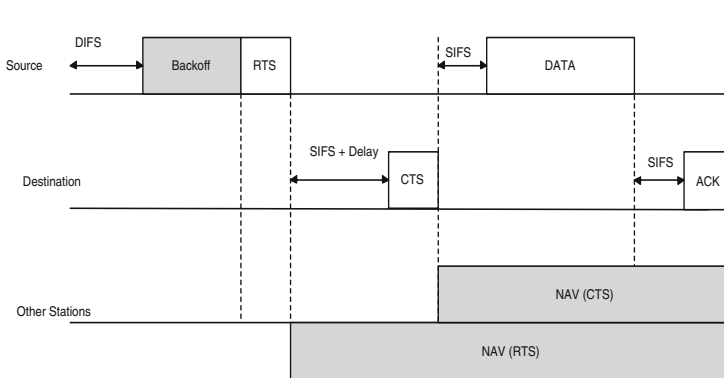 DIFS
SIFS
Source
Backoff
RTS
DATA
SIFS + Delay
SIFS
Destination
CTS
ACK
NAV (CTS)
Other Stations
NAV (RTS)